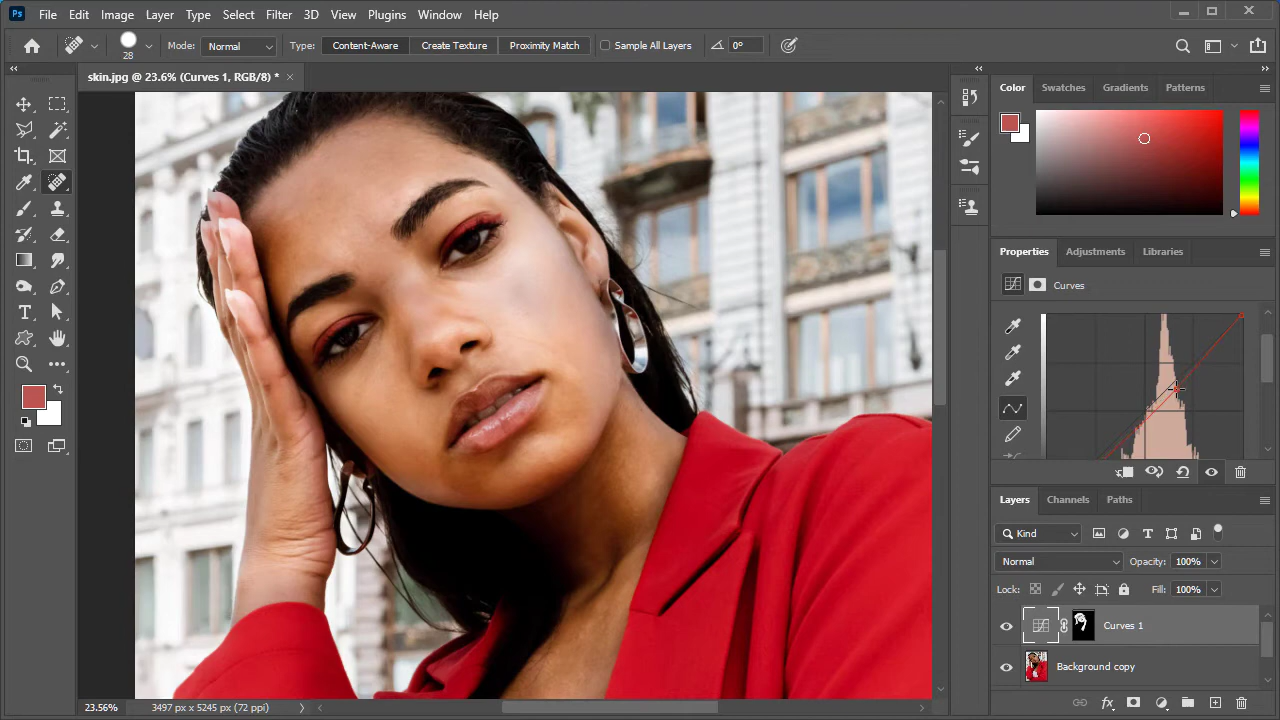 Ps File Edit Image Layer Type Select Filter 3D View Plugins Window Help
28 Mode: Normal Type: Content-Aware Create Texture Proximity Match Sample All Layers 0°
skin.jpg @ 23.6% (Curves 1, RGB/8) *
Color Swatches Gradients Patterns
Properties Adjustments Libraries
Curves
Layers Channels Paths
Kind
Normal Opacity: 100%
Lock: Fill: 100%
Curves 1
Background copy
23.56% 3497 px x 5245 px (72 ppi)